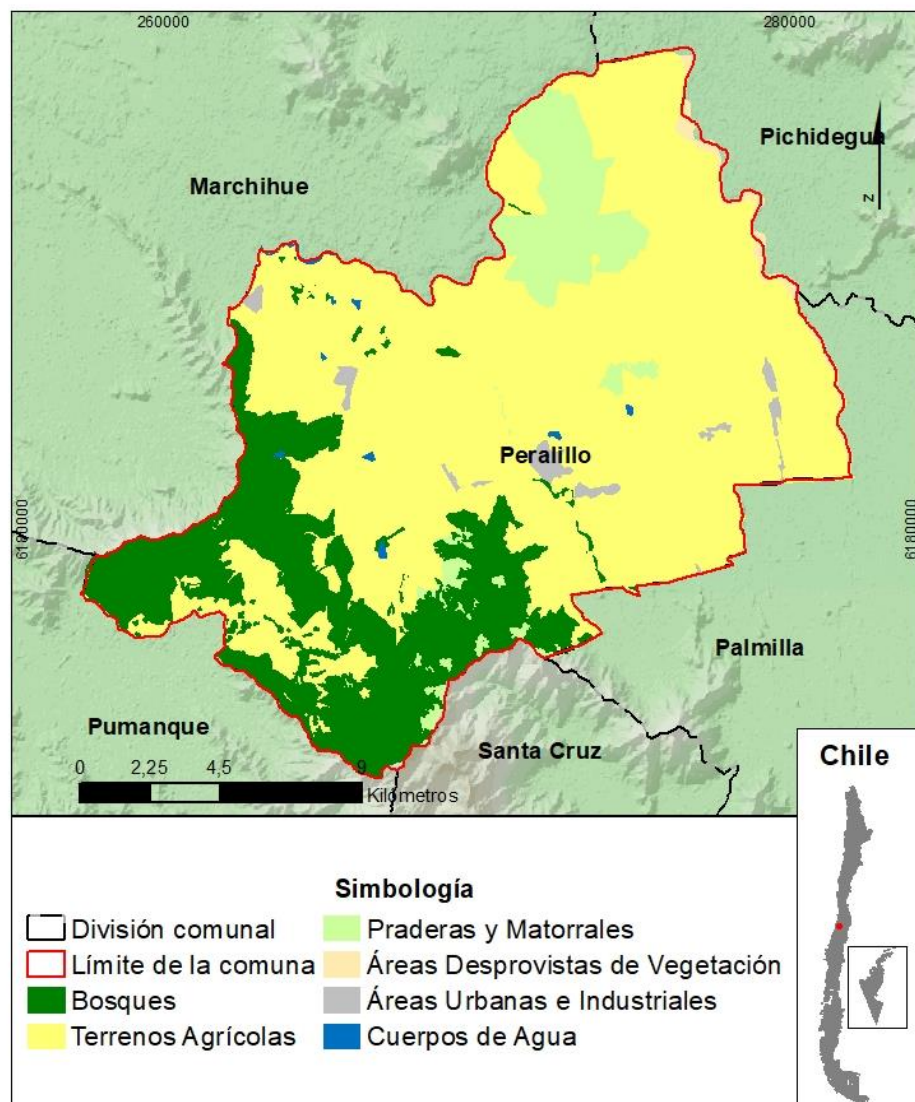 260000
280000
Pichidegua
Marchihue
z
Peralillo
6180000
6180000
Palmilla
Pumanque
Santa Cruz
0 2,25 4,5 9
Kilómetros
Chile
Simbología
División comunal
Límite de la comuna
Bosques
Terrenos Agrícolas
Praderas y Matorrales
Áreas Desprovistas de Vegetación
Áreas Urbanas e Industriales
Cuerpos de Agua